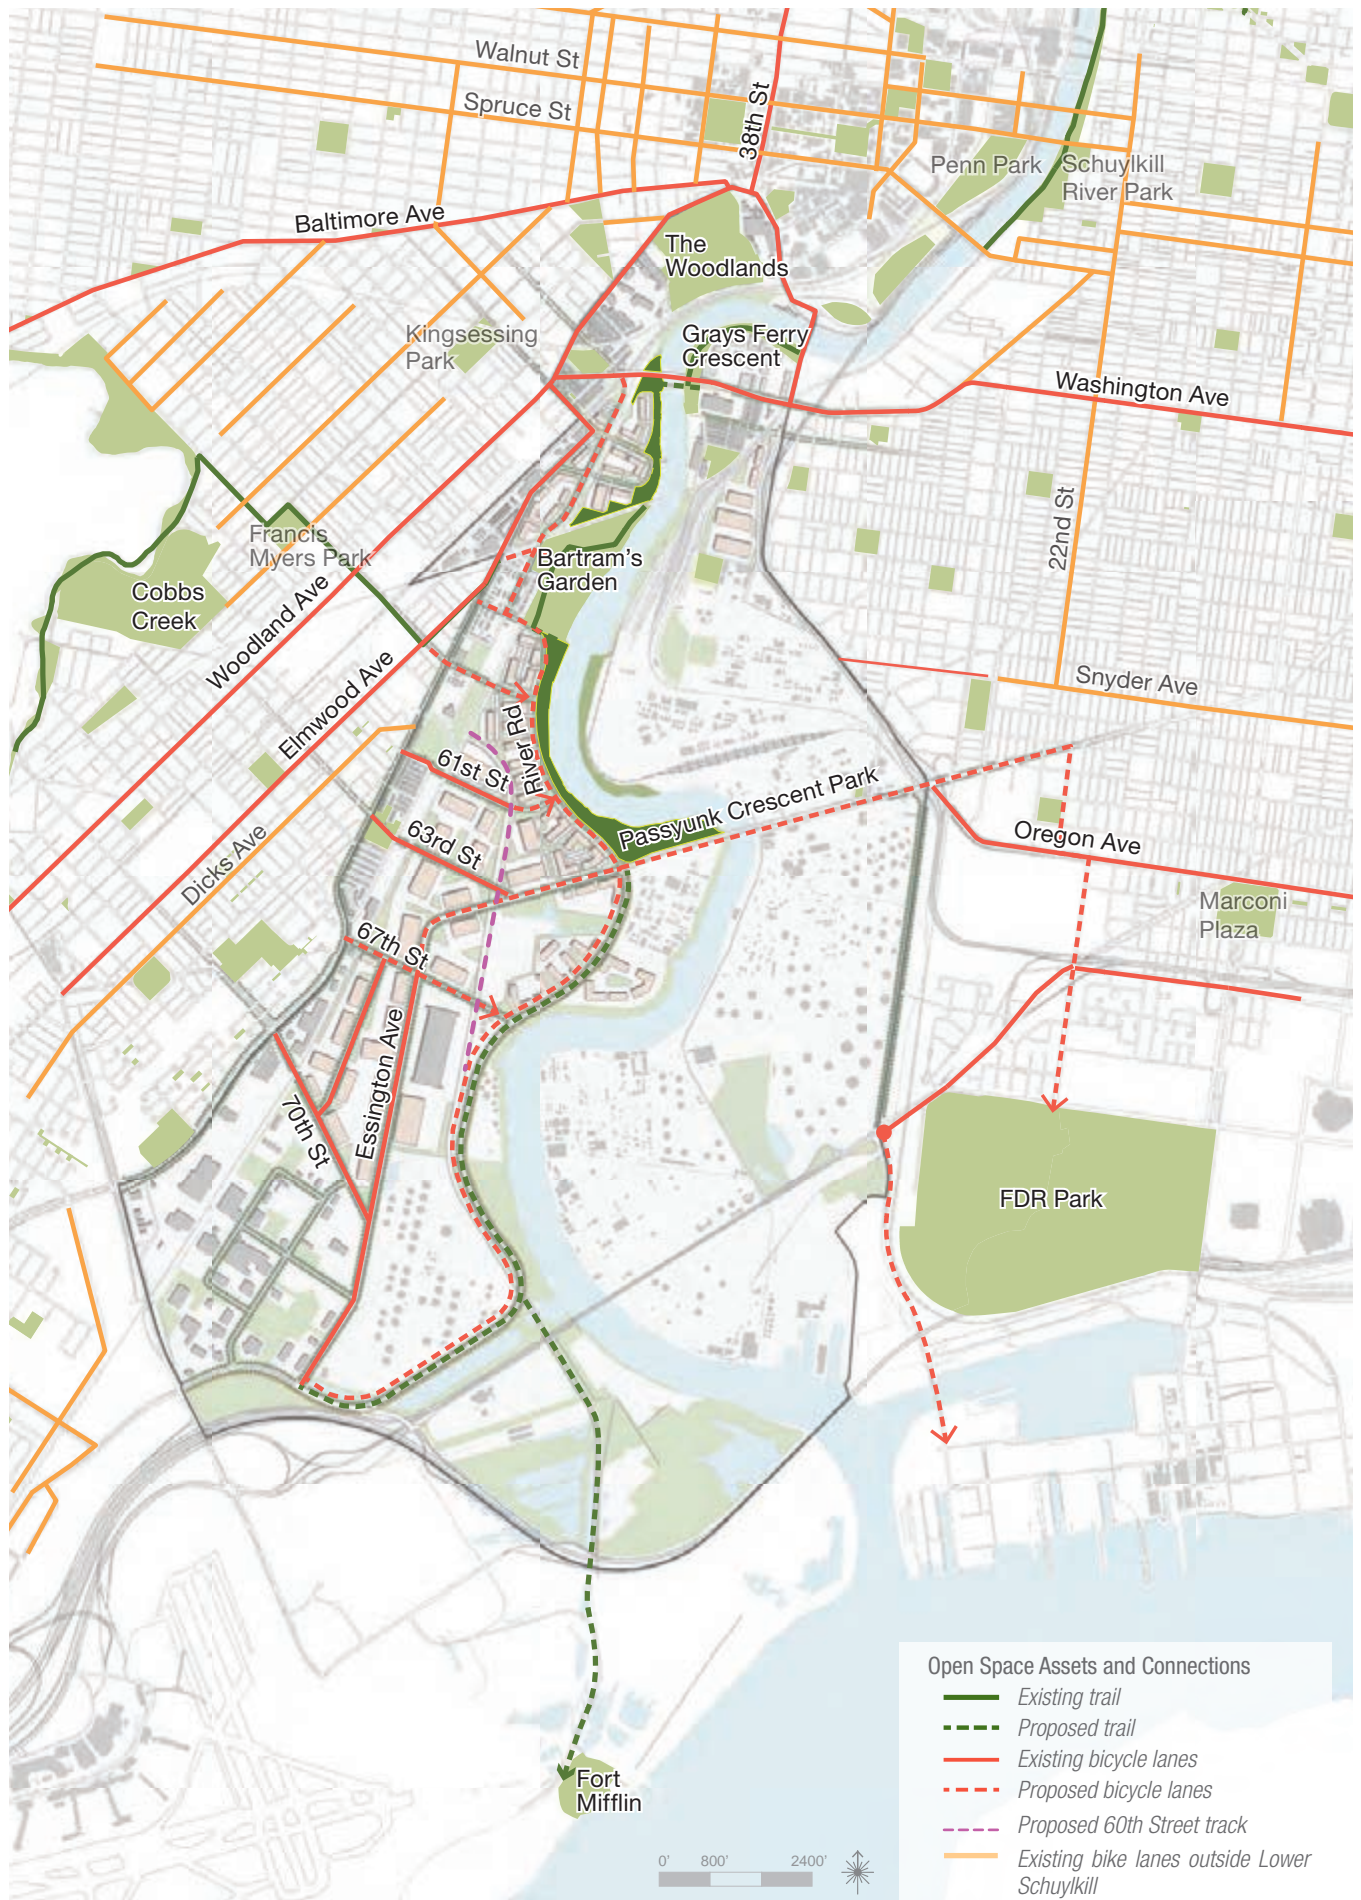 Walnut St
Spruce St
38th St
Penn Park
Schuylkill
River Park
Baltimore Ave
The
Woodlands
Kingsessing
Park
Grays Ferry
Crescent
Washington Ave
22nd St
Francis
Myers Park
Bartram's
Garden
Cobbs
Creek
Woodland Ave
Elmwood Ave
Snyder Ave
River Rd
61st St
Passyunk Crescent Park
63rd St
Oregon Ave
Dicks Ave
Marconi
Plaza
67th St
Essington Ave
70th St
FDR Park
Fort
Mifflin
Open Space Assets and Connections
Existing trail
Proposed trail
Existing bicycle lanes
Proposed bicycle lanes
Proposed 60th Street track
Existing bike lanes outside Lower
Schuylkill
0' 800' 2400'